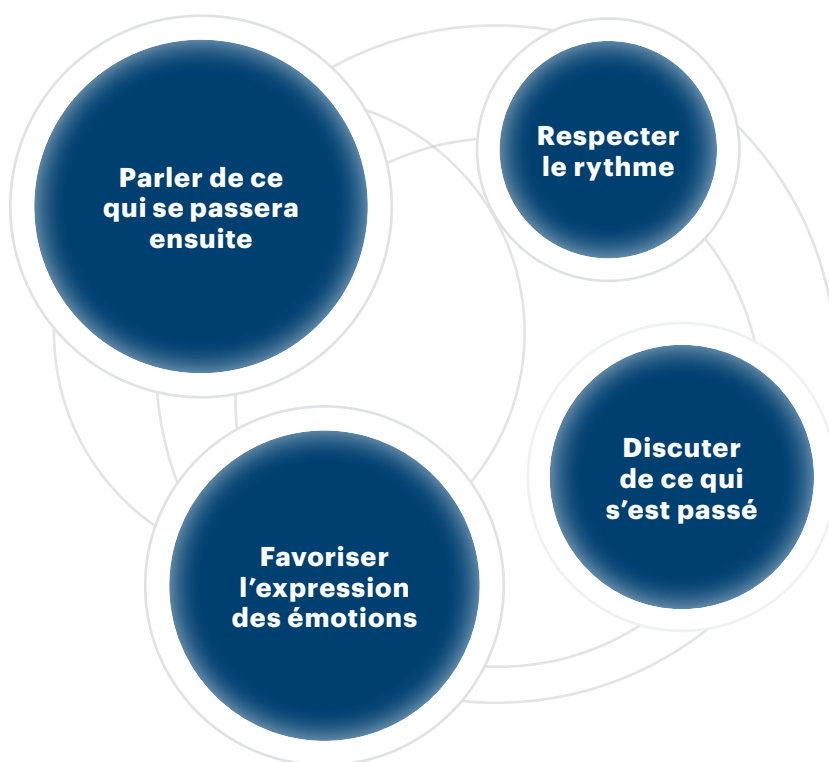 Parler de ce
qui se passera
ensuite
Respecter
le rythme
Discuter
de ce qui
s’est passé
Favoriser
l’expression
des émotions